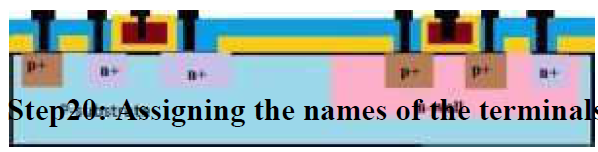 p+ n+ n+ p+ p+ n+
Step20: Assigning the names of the terminals